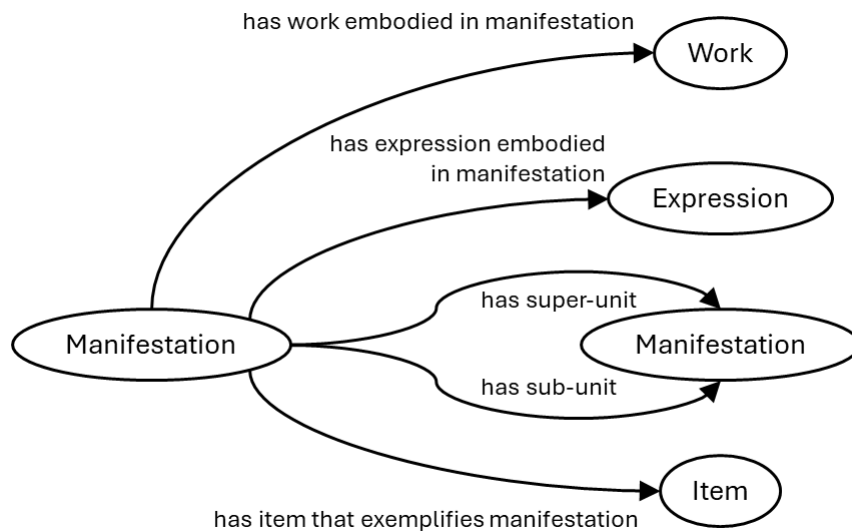 has work embodied in manifestation
Work
has expression embodied
in manifestation
Expression
has super-unit
Manifestation
Manifestation
has sub-unit
Item
has item that exemplifies manifestation